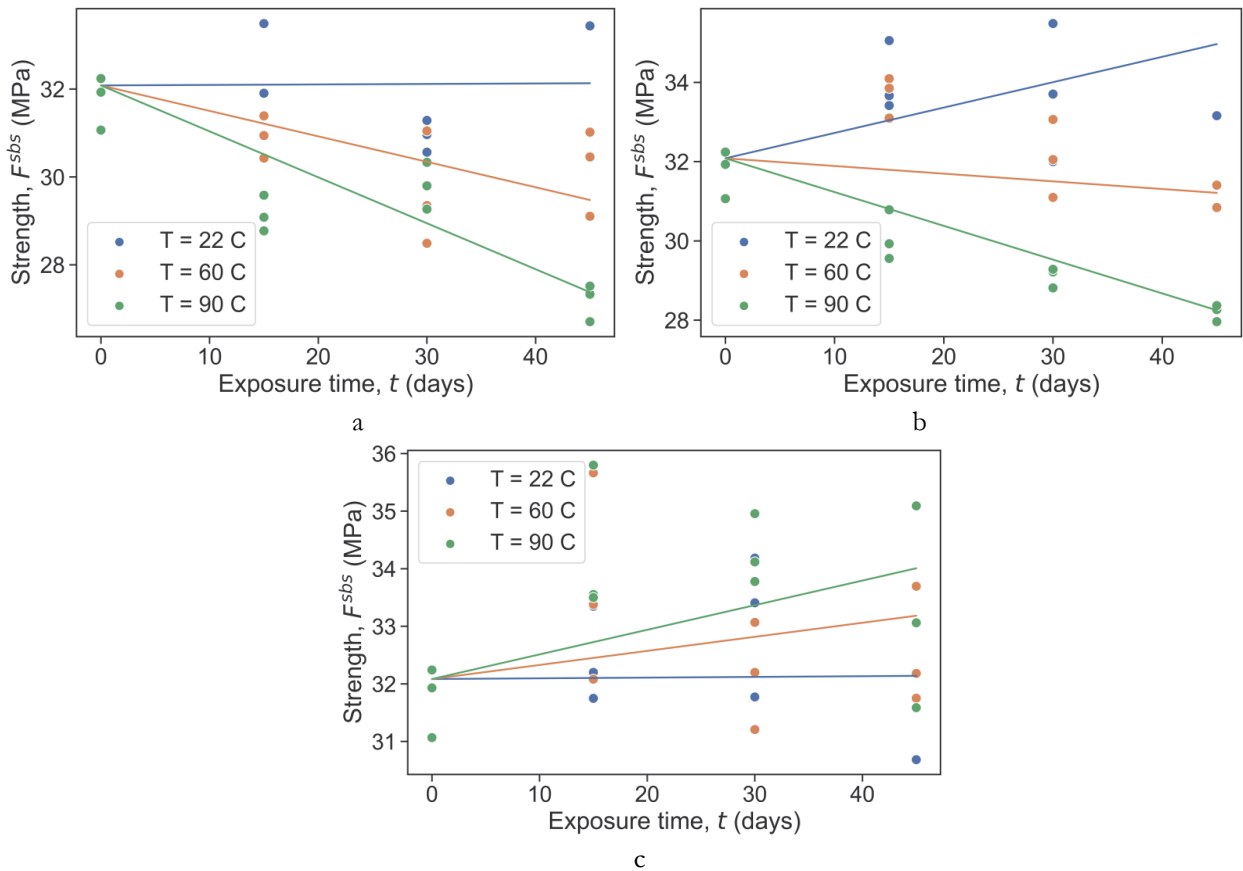 32
30
28
Strength, F^sbs (MPa)
T = 22 C
T = 60 C
T = 90 C
0 10 20 30 40
Exposure time, t (days)
a
34
32
30
28
Strength, F^sbs (MPa)
T = 22 C
T = 60 C
T = 90 C
0 10 20 30 40
Exposure time, t (days)
b
36
35
34
33
32
31
Strength, F^sbs (MPa)
T = 22 C
T = 60 C
T = 90 C
0 10 20 30 40
Exposure time, t (days)
c